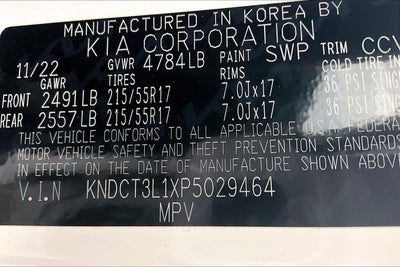 MANUFACTURED IN KOREA BY
KIA CORPORATION
11/22 GVWR 4784LB PAINT SWP TRIM CCV
GAWR TIRES RIMS COLD TIRE IN
FRONT 2491LB 215/55R17 7.0Jx17 36 PSI SING
REAR 2557LB 215/55R17 7.0Jx17 36 PSI SING
THIS VEHICLE CONFORMS TO ALL APPLICABLE U.S.A. FEDERA
MOTOR VEHICLE SAFETY AND THEFT PREVENTION STANDARDS
IN EFFECT ON THE DATE OF MANUFACTURE SHOWN ABOVE
V.I.N KNDCT3L1XP5029464
MPV